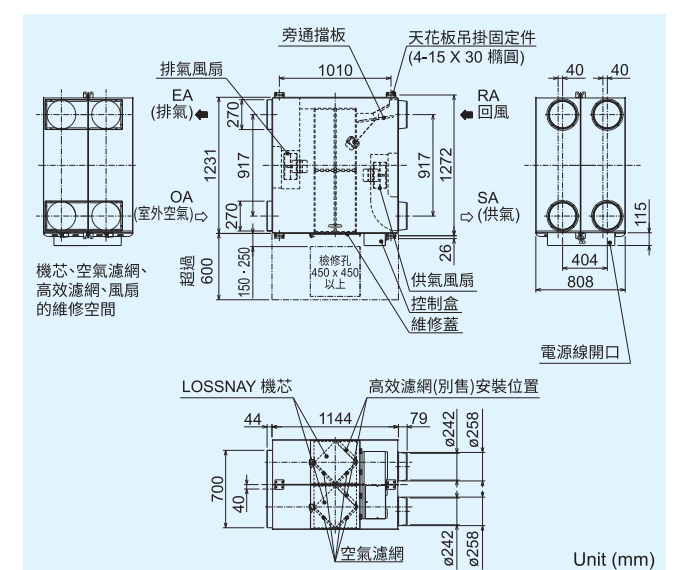 旁通擋板
天花板吊掛固定件
(4-15 X 30 橢圓)
排氣風扇
1010
40
40
EA
(排氣)
RA
回風
270
1231
917
917
1272
OA
(室外空氣)
SA
(供氣)
270
115
26
超過
600
150 - 250
檢修孔
450 x 450
以上
404
808
機芯、空氣濾網、
高效濾網、風扇
的維修空間
供氣風扇
控制盒
維修蓋
電源線開口
LOSSNAY 機芯
高效濾網(別售)安裝位置
44
1144
79
ø242
ø258
700
40
ø242
ø258
空氣濾網
Unit (mm)